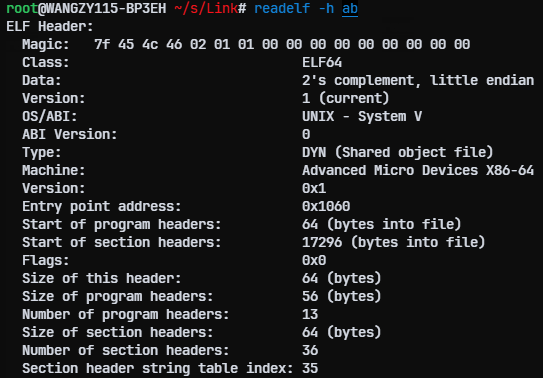 root@WANGZY115-BP3EH ~/s/Link# readelf -h ab
ELF Header:
  Magic:   7f 45 4c 46 02 01 01 00 00 00 00 00 00 00 00 00
  Class:                             ELF64
  Data:                              2's complement, little endian
  Version:                           1 (current)
  OS/ABI:                            UNIX - System V
  ABI Version:                       0
  Type:                              DYN (Shared object file)
  Machine:                           Advanced Micro Devices X86-64
  Version:                           0x1
  Entry point address:               0x1060
  Start of program headers:          64 (bytes into file)
  Start of section headers:          17296 (bytes into file)
  Flags:                             0x0
  Size of this header:               64 (bytes)
  Size of program headers:           56 (bytes)
  Number of program headers:         13
  Size of section headers:           64 (bytes)
  Number of section headers:         36
  Section header string table index: 35